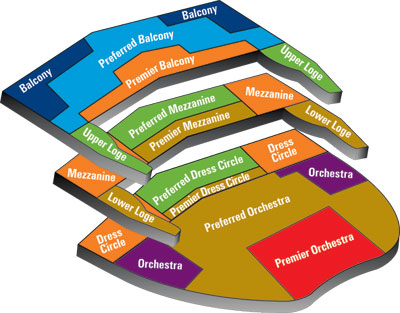 Balcony
Preferred Balcony
Balcony
Premier Balcony
Upper Loge
Upper Loge
Preferred Mezzanine
Mezzanine
Premier Mezzanine
Lower Loge
Mezzanine
Lower Loge
Preferred Dress Circle
Dress
Circle
Premier Dress Circle
Orchestra
Dress
Circle
Preferred Orchestra
Orchestra
Premier Orchestra